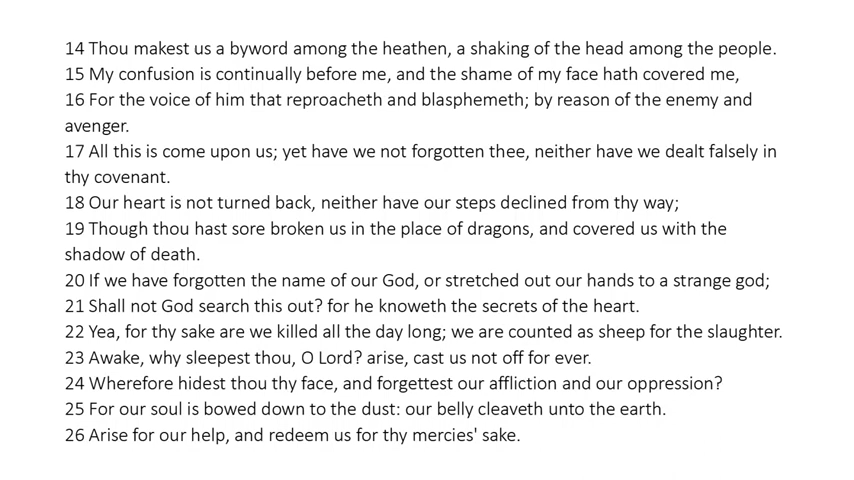 14 Thou makest us a byword among the heathen, a shaking of the head among the people.
15 My confusion is continually before me, and the shame of my face hath covered me,
16 For the voice of him that reproacheth and blasphemeth; by reason of the enemy and
avenger.
17 All this is come upon us; yet have we not forgotten thee, neither have we dealt falsely in
thy covenant.
18 Our heart is not turned back, neither have our steps declined from thy way;
19 Though thou hast sore broken us in the place of dragons, and covered us with the
shadow of death.
20 If we have forgotten the name of our God, or stretched out our hands to a strange god;
21 Shall not God search this out? for he knoweth the secrets of the heart.
22 Yea, for thy sake are we killed all the day long; we are counted as sheep for the slaughter.
23 Awake, why sleepest thou, O Lord? arise, cast us not off for ever.
24 Wherefore hidest thou thy face, and forgettest our affliction and our oppression?
25 For our soul is bowed down to the dust: our belly cleaveth unto the earth.
26 Arise for our help, and redeem us for thy mercies' sake.